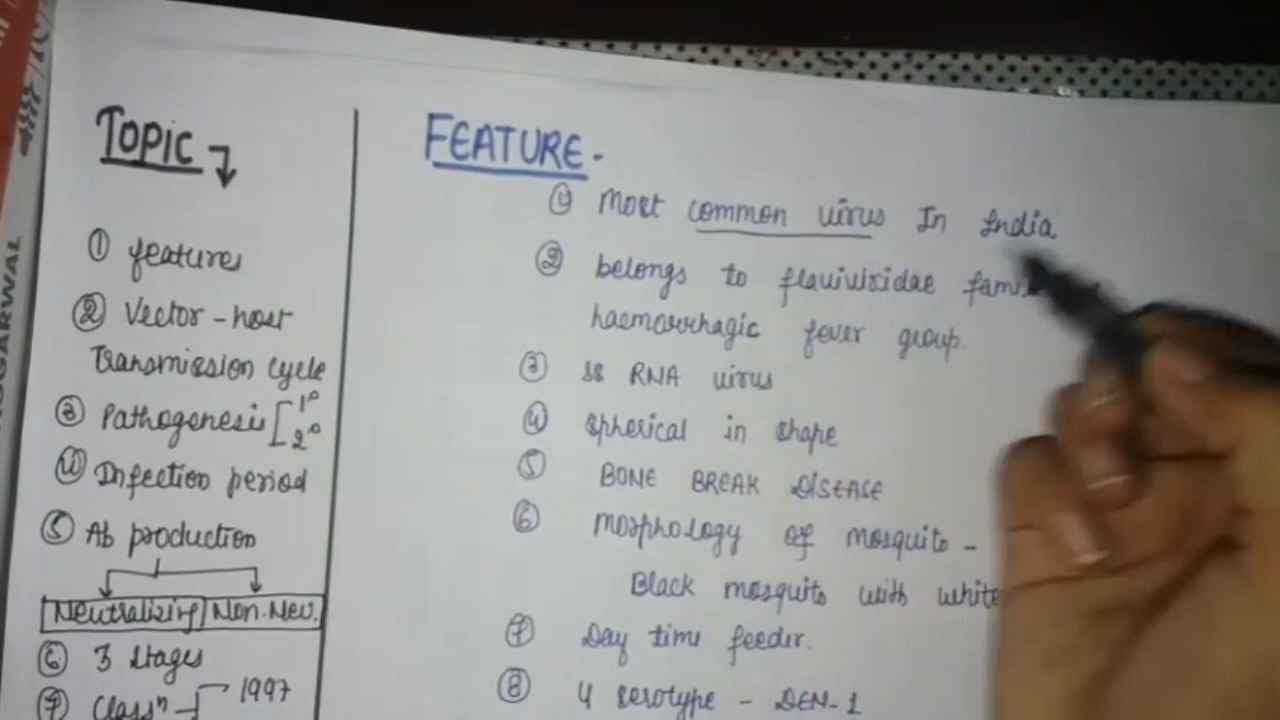 TOPIC
① features
② Vector - host
Transmission cycle
③ Pathogenesis [ 1°
2°
④ Infection period
⑤ Ab production
Neutralizing Non-Neu.
⑥ 3 stages
⑦ Classⁿ 1997
FEATURE -
① Most common virus In India
② belongs to flaviviridae
haemorrhagic fever group.
③ ss RNA virus
④ spherical in shape
⑤ BONE BREAK DISEASE
⑥ Morphology of mosquito -
Black mosquito with white
⑦ Day time feeder.
⑧ 4 serotype - DEN-1
AGGARWAL